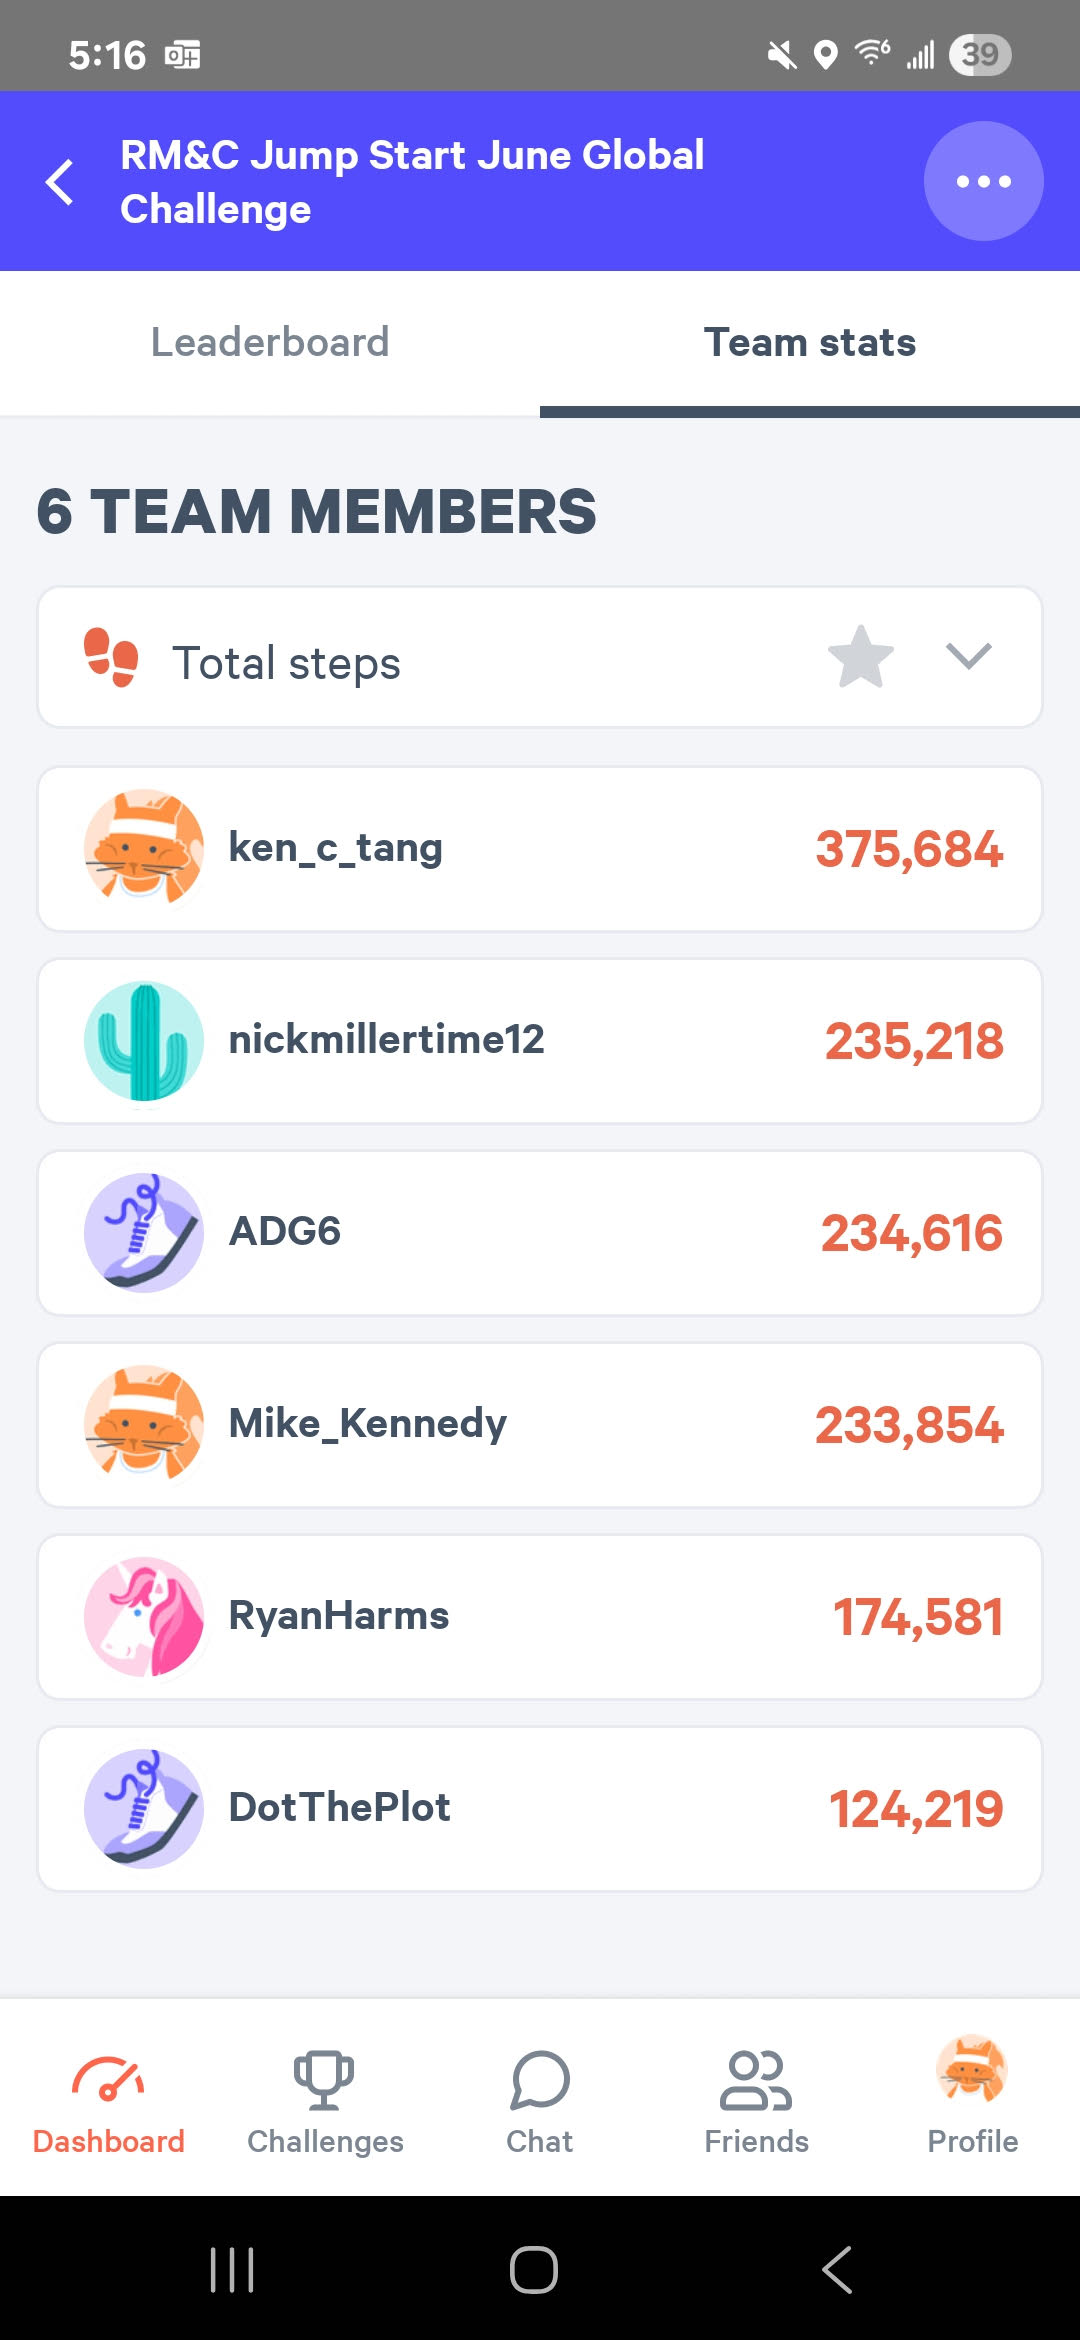 5:16
39
RM&C Jump Start June Global
Challenge
Leaderboard
Team stats
6 TEAM MEMBERS
Total steps
ken_c_tang
375,684
nickmillertime12
235,218
ADG6
234,616
Mike_Kennedy
233,854
RyanHarms
174,581
DotThePlot
124,219
Dashboard
Challenges
Chat
Friends
Profile